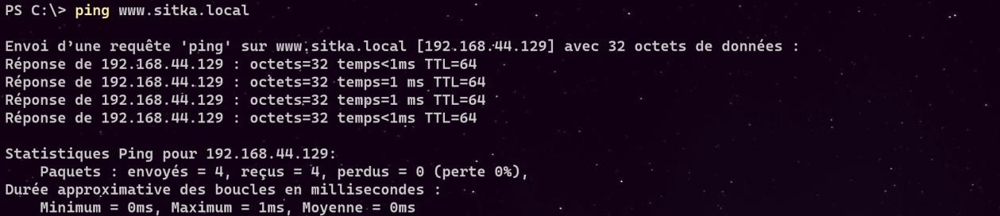 PS C:\> ping www.sitka.local
Envoi d’une requête 'ping' sur www.sitka.local [192.168.44.129] avec 32 octets de données :
Réponse de 192.168.44.129 : octets=32 temps<1ms TTL=64
Réponse de 192.168.44.129 : octets=32 temps=1 ms TTL=64
Réponse de 192.168.44.129 : octets=32 temps=1 ms TTL=64
Réponse de 192.168.44.129 : octets=32 temps<1ms TTL=64
Statistiques Ping pour 192.168.44.129:
Paquets : envoyés = 4, reçus = 4, perdus = 0 (perte 0%),
Durée approximative des boucles en millisecondes :
Minimum = 0ms, Maximum = 1ms, Moyenne = 0ms